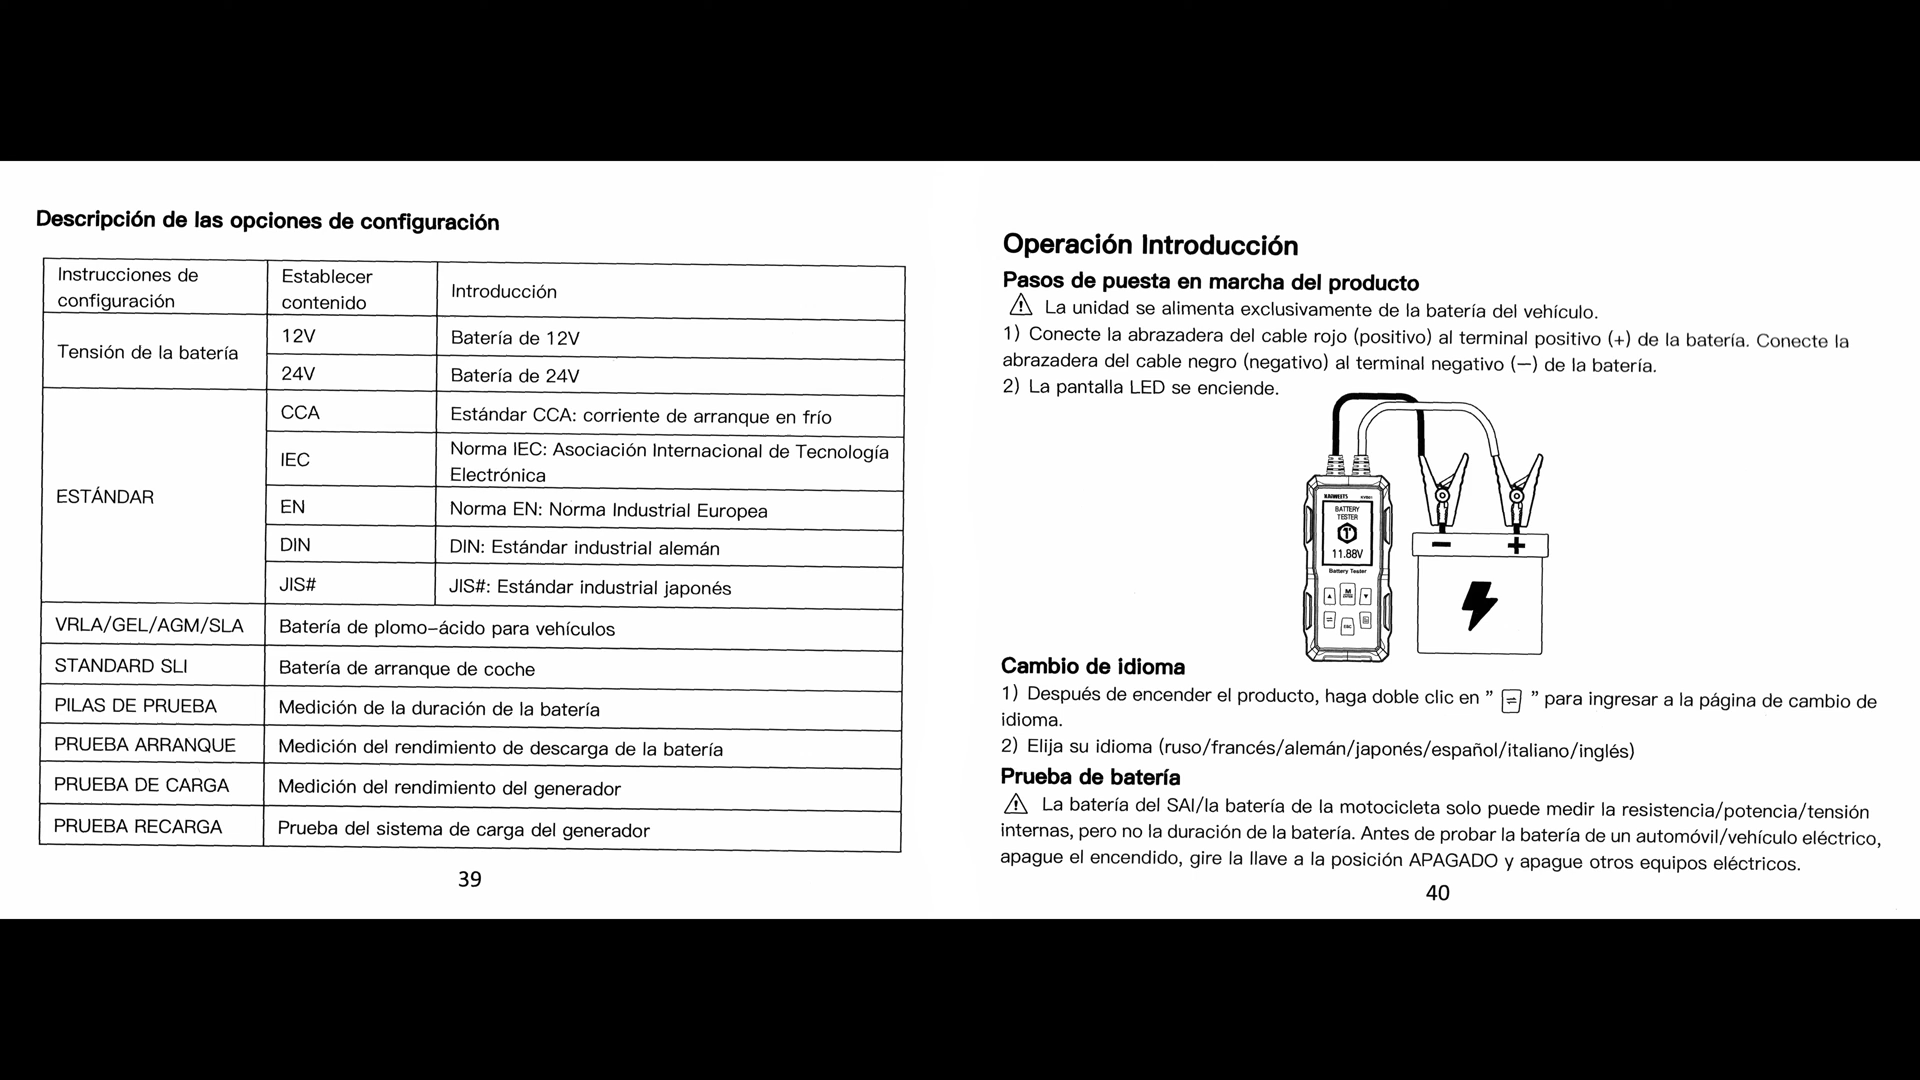 Descripción de las opciones de configuración
Instrucciones de configuración
Establecer contenido
Introducción
Tensión de la batería
12V
Batería de 12V
24V
Batería de 24V
ESTÁNDAR
CCA
Estándar CCA: corriente de arranque en frío
IEC
Norma IEC: Asociación Internacional de Tecnología
Electrónica
EN
Norma EN: Norma Industrial Europea
DIN
DIN: Estándar industrial alemán
JIS#
JIS#: Estándar industrial japonés
VRLA/GEL/AGM/SLA
Batería de plomo-ácido para vehículos
STANDARD SLI
Batería de arranque de coche
PILAS DE PRUEBA
Medición de la duración de la batería
PRUEBA ARRANQUE
Medición del rendimiento de descarga de la batería
PRUEBA DE CARGA
Medición del rendimiento del generador
PRUEBA RECARGA
Prueba del sistema de carga del generador
39
Operación Introducción
Pasos de puesta en marcha del producto
La unidad se alimenta exclusivamente de la batería del vehículo.
1) Conecte la abrazadera del cable rojo (positivo) al terminal positivo (+) de la batería. Conecte la
abrazadera del cable negro (negativo) al terminal negativo (—) de la batería.
2) La pantalla LED se enciende.
KAIWEETS
BATTERY
TESTER
11.88V
Battery Tester
M
ESC
− +
Cambio de idioma
1) Después de encender el producto, haga doble clic en ” ” para ingresar a la página de cambio de
idioma.
2) Elija su idioma (ruso/francés/alemán/japonés/español/italiano/inglés)
Prueba de batería
La batería del SAI/la batería de la motocicleta solo puede medir la resistencia/potencia/tensión
internas, pero no la duración de la batería. Antes de probar la batería de un automóvil/vehículo eléctrico,
apague el encendido, gire la llave a la posición APAGADO y apague otros equipos eléctricos.
40